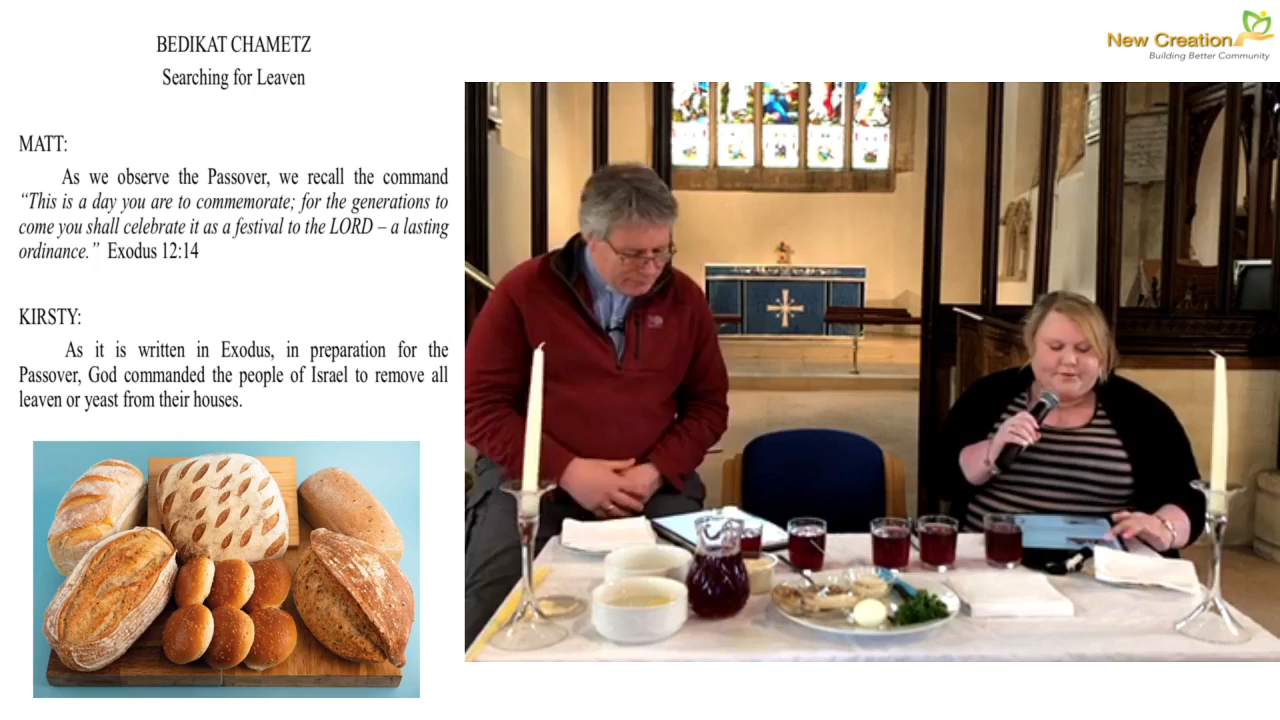 BEDIKAT CHAMETZ
Searching for Leaven
MATT:
As we observe the Passover, we recall the command
“This is a day you are to commemorate; for the generations to
come you shall celebrate it as a festival to the LORD – a lasting
ordinance.” Exodus 12:14
KIRSTY:
As it is written in Exodus, in preparation for the
Passover, God commanded the people of Israel to remove all
leaven or yeast from their houses.
New Creation
Building Better Community